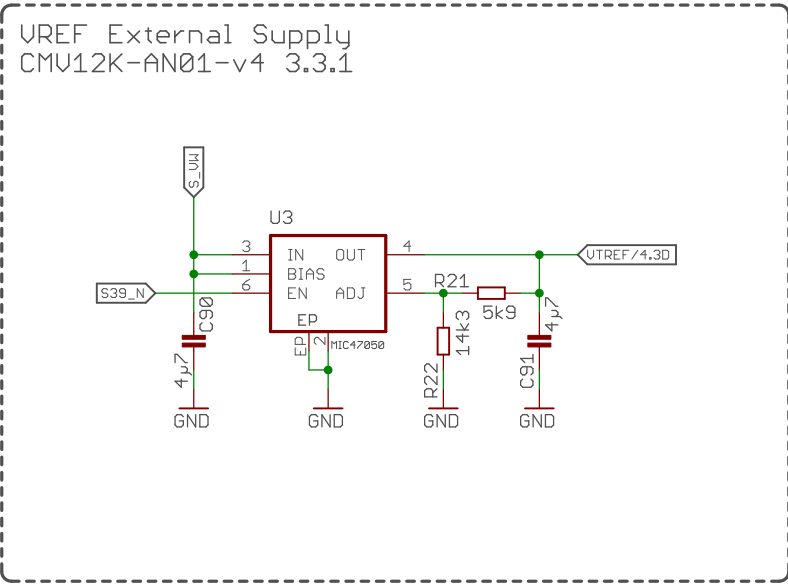 VREF External Supply
CMV12K-AN01-v4 3.3.1
S_VW
U3
3 IN OUT 4
1 BIAS
6 EN ADJ 5
EP
EP 2 MIC47050
S39_N
C90
4µ7
GND
GND
R21
5k9
R22
14k3
GND
VTREF/4.3D
4µ7
C91
GND